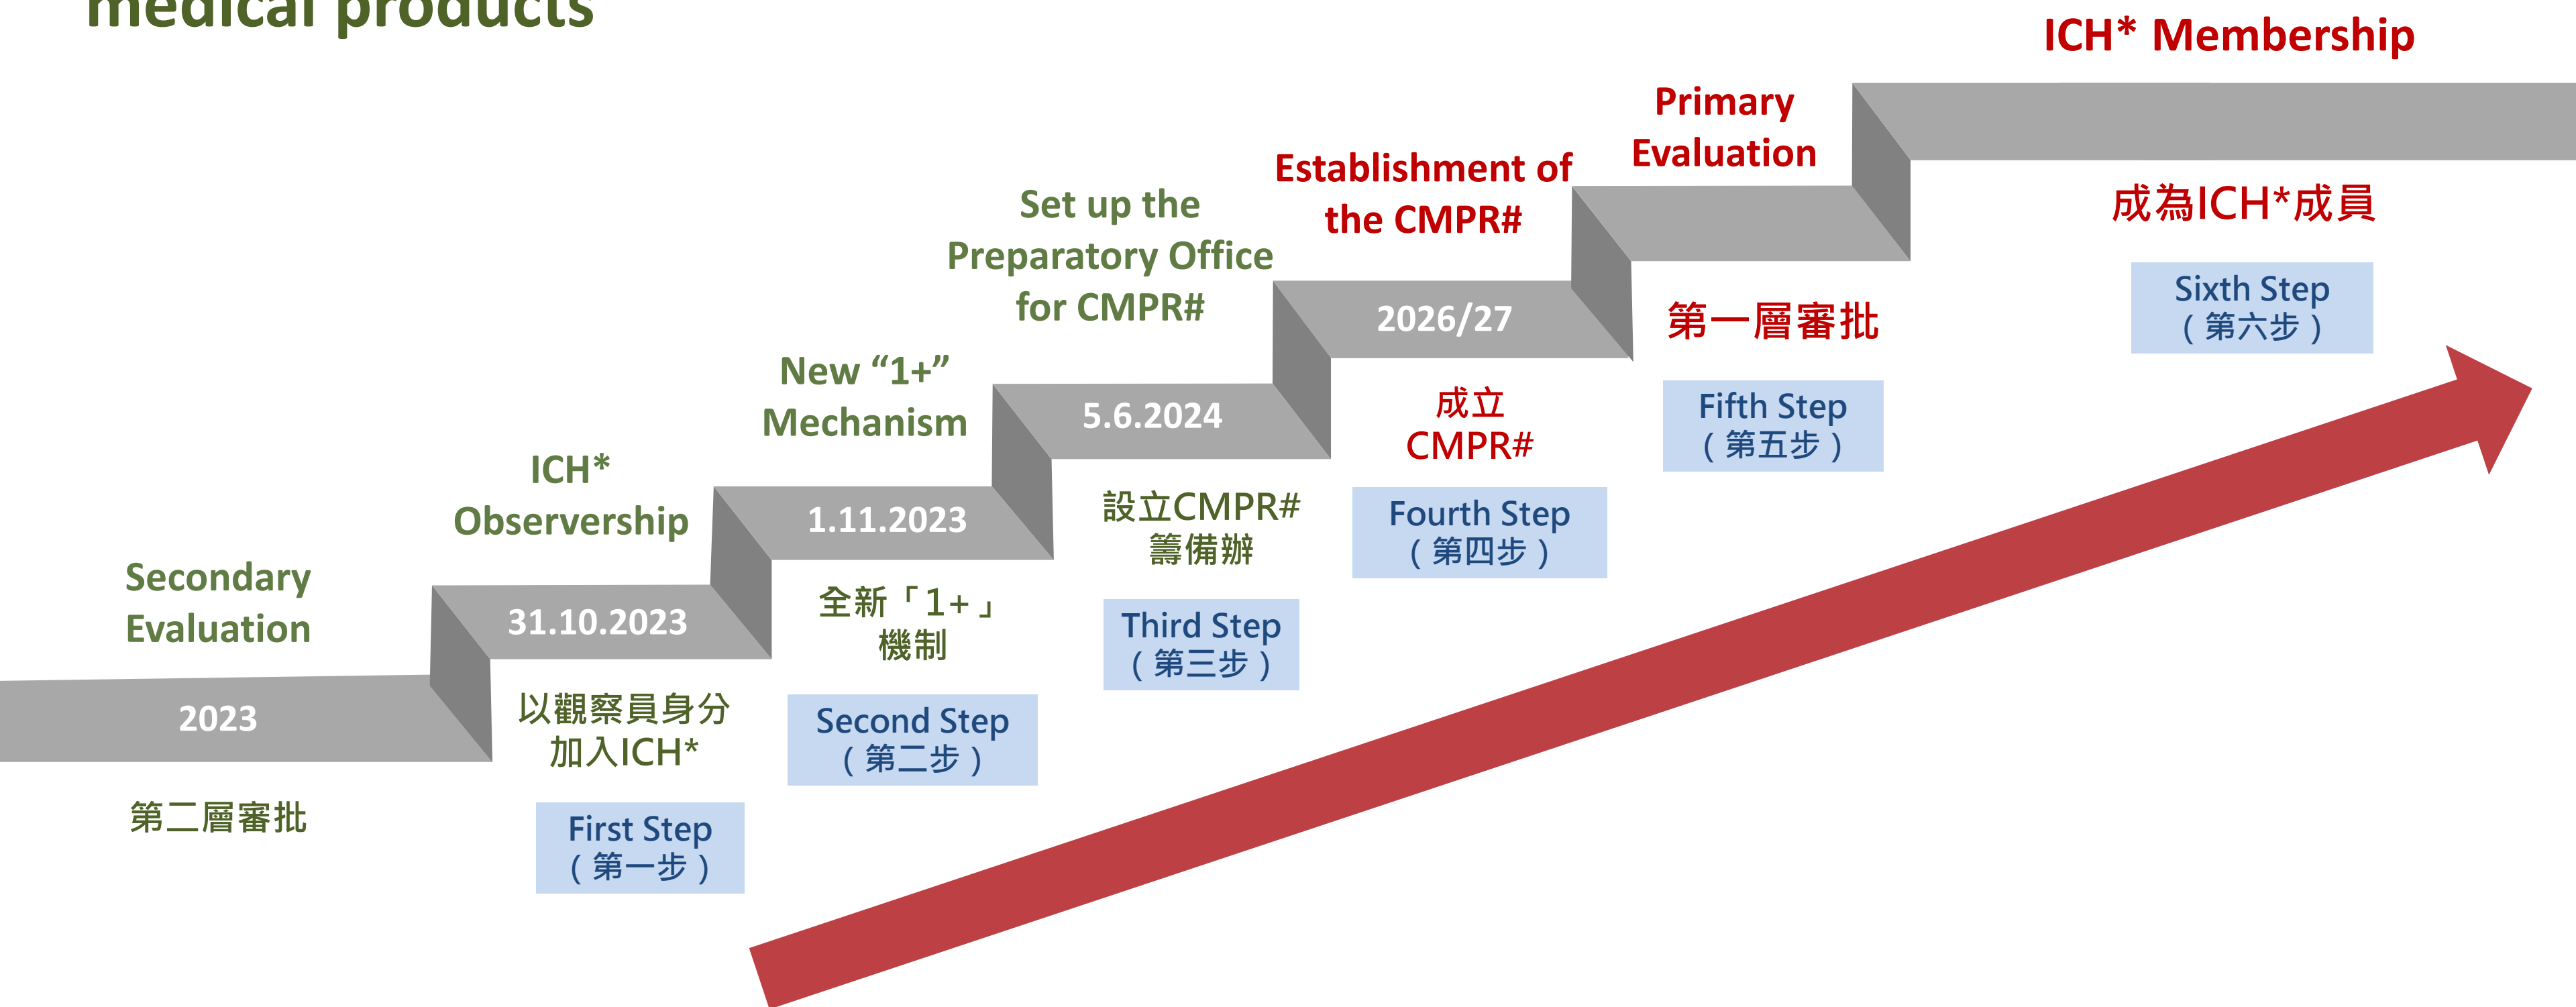 medical products
Secondary
Evaluation
2023
第二層審批
ICH*
Observership
31.10.2023
以觀察員身分
加入ICH*
First Step
（第一步）
New “1+”
Mechanism
1.11.2023
全新「1+」
機制
Second Step
（第二步）
Set up the
Preparatory Office
for CMPR#
5.6.2024
設立CMPR#
籌備辦
Third Step
（第三步）
Establishment of
the CMPR#
2026/27
成立
CMPR#
Fourth Step
（第四步）
Primary
Evaluation
第一層審批
Fifth Step
（第五步）
ICH* Membership
成為ICH*成員
Sixth Step
（第六步）